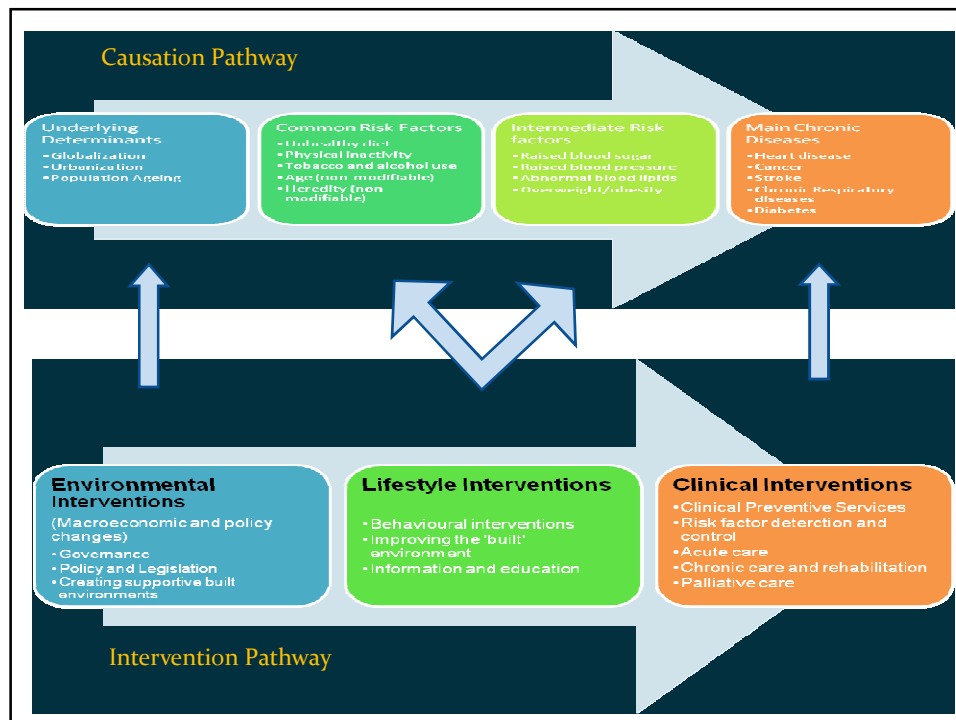 Causation Pathway
Underlying
Determinants
•Globalization
•Urbanization
•Population Ageing
Common Risk Factors
•Unhealthy diet
•Physical inactivity
•Tobacco and alcohol use
•Age (non modifiable)
•Heredity (non
modifiable)
Intermediate Risk
factors
•Raised blood sugar
•Raised blood pressure
•Abnormal blood lipids
•Overweight/obesity
Main Chronic
Diseases
•Heart disease
•Cancer
•Stroke
•Chronic Respiratory
diseases
•Diabetes
Environmental
Interventions
(Macroeconomic and policy
changes)
•Governance
•Policy and Legislation
•Creating supportive built
environments
Lifestyle Interventions
•Behavioural interventions
•Improving the 'built'
environment
•Information and education
Clinical Interventions
•Clinical Preventive Services
•Risk factor deterction and
control
•Acute care
•Chronic care and rehabilitation
•Palliative care
Intervention Pathway